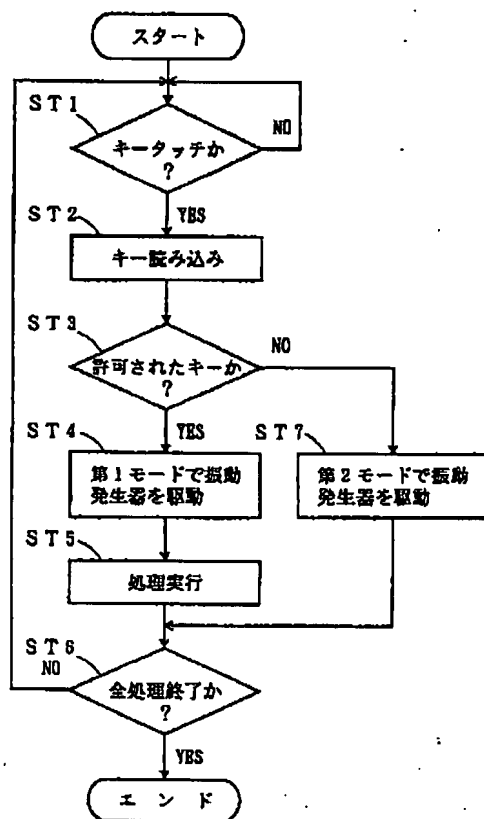 スタート
ST1
キータッチか
?
NO
YES
ST2
キー読み込み
ST3
許可されたキーか
?
NO
YES
ST4
第1モードで振動
発生器を駆動
ST7
第2モードで振動
発生器を駆動
ST5
処理実行
ST6
NO
全処理終了か
?
YES
エンド